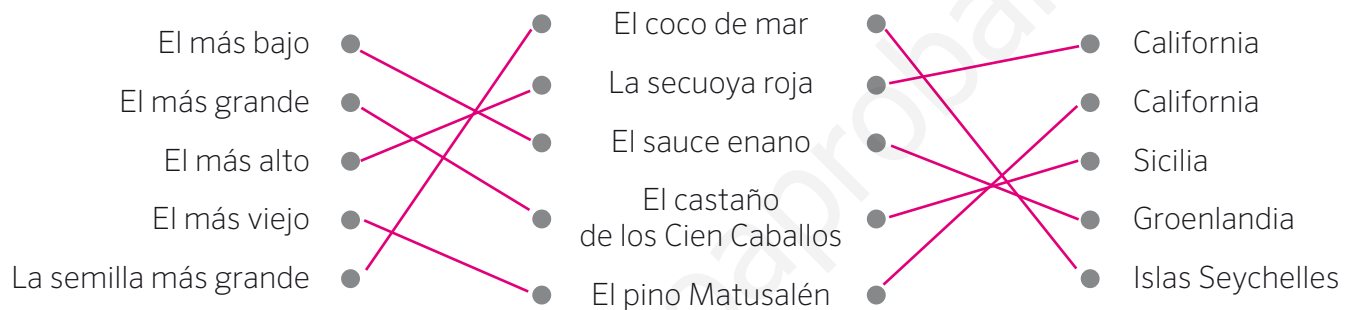 El más bajo
El más grande
El más alto
El más viejo
La semilla más grande
El coco de mar
La secuoya roja
El sauce enano
El castaño
de los Cien Caballos
El pino Matusalén
California
California
Sicilia
Groenlandia
Islas Seychelles